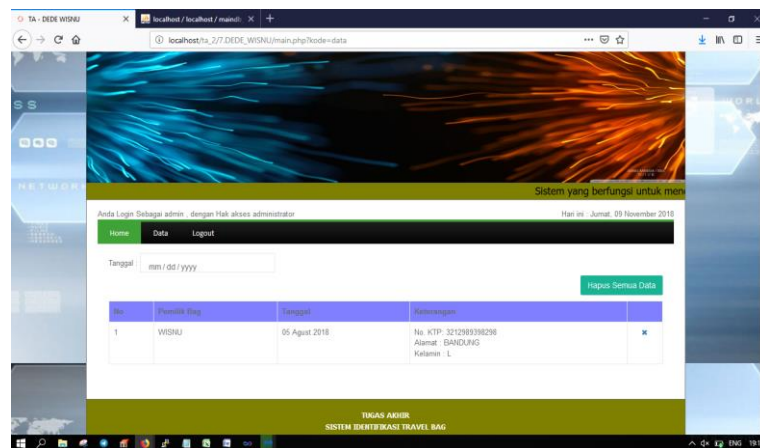 TA - DEDE WISNU
localhost / localhost / maindb
localhost/ta_2/7.DEDE_WISNU/main.php?kode=data
S S
NETWORK
Sistem yang berfungsi untuk men
Anda Login Sebagai admin , dengan Hak akses administrator
Hari ini : Jumat, 09 November 2018
Home Data Logout
Tanggal : mm / dd / yyyy
Hapus Semua Data
No Pemilik Bag Tanggal Keterangan
1 WISNU 05 Agust 2018 No. KTP: 3212989398298
Alamat : BANDUNG
Kelamin : L
TUGAS AKHIR
SISTEM IDENTIFIKASI TRAVEL BAG
ENG